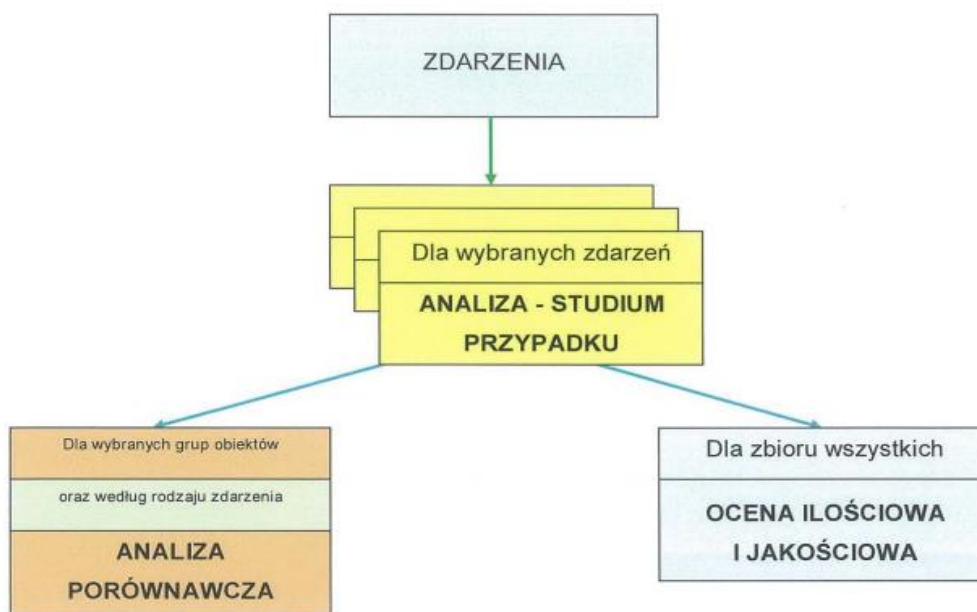 ZDARZENIA
Dla wybranych zdarzeń
ANALIZA - STUDIUM
PRZYPADKU
Dla wybranych grup obiektów
oraz według rodzaju zdarzenia
ANALIZA
PORÓWNAWCZA
Dla zbioru wszystkich
OCENA ILOŚCIOWA
I JAKOŚCIOWA